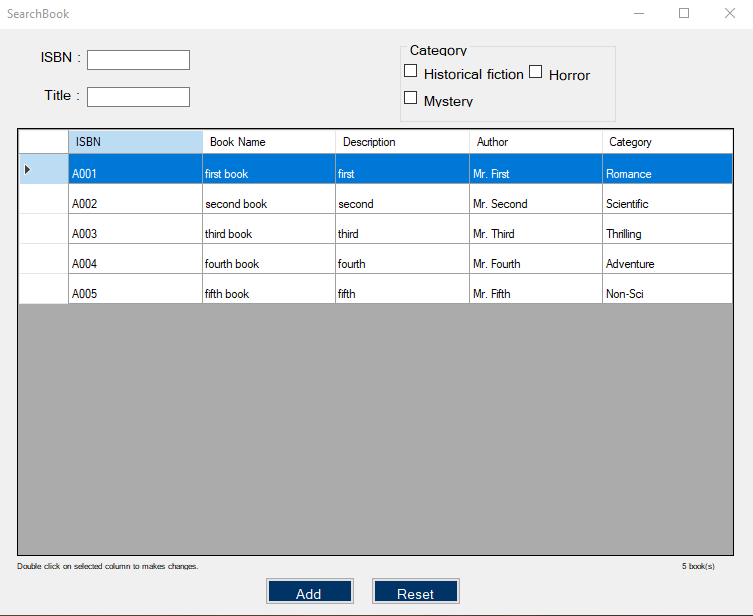 SearchBook
ISBN :
Title :
Category
Historical fiction Horror
Mystery
ISBN Book Name Description Author Category
A001 first book first Mr. First Romance
A002 second book second Mr. Second Scientific
A003 third book third Mr. Third Thrilling
A004 fourth book fourth Mr. Fourth Adventure
A005 fifth book fifth Mr. Fifth Non-Sci
Double click on selected column to makes changes. 5 book(s)
Add Reset